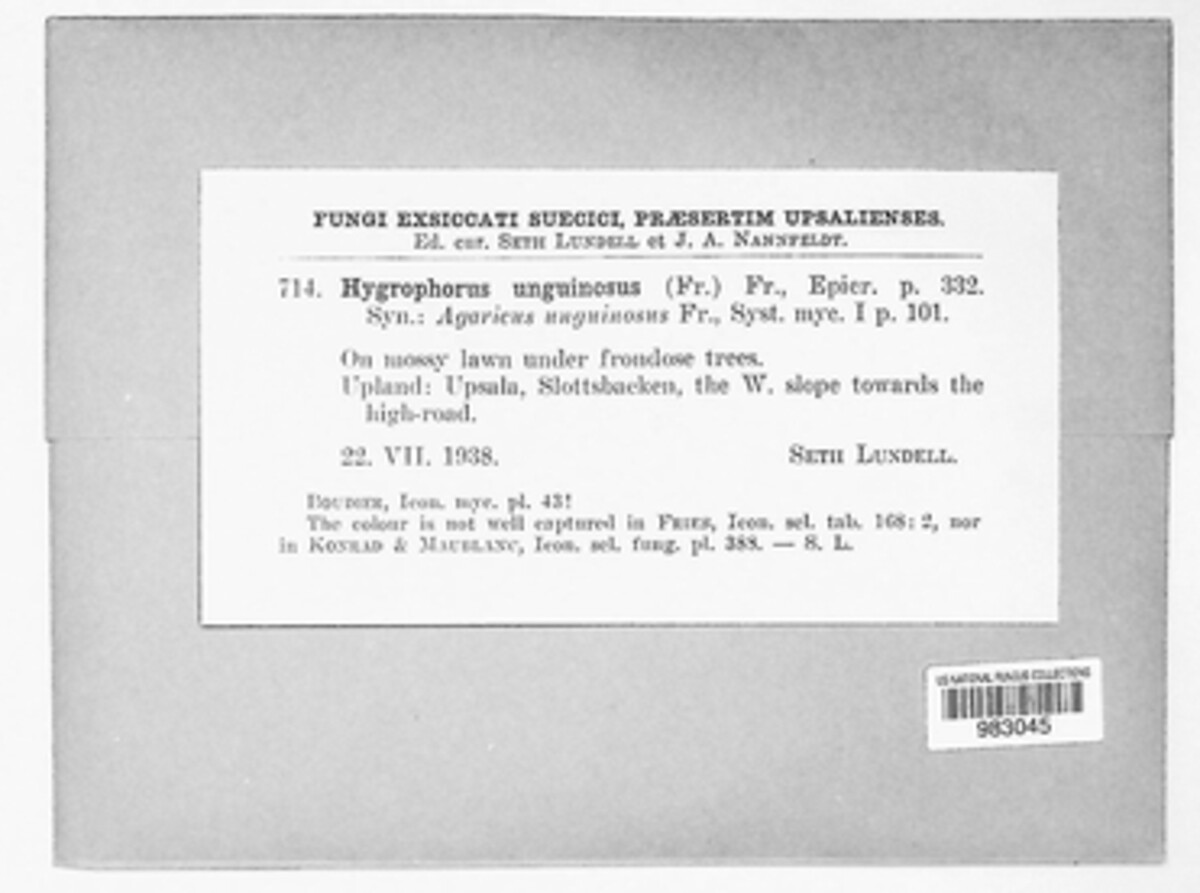 FUNGI EXSICCATI SUECICI, PRÆSERTIM UPSALIENSES.
Ed. cur. SETH LUNDELL et J. A. NANNFELDT.
714. Hygrophorus unguinosus (Fr.) Fr., Epicr. p. 332.
Syn.: Agaricus unguinosus Fr., Syst. myc. I p. 101.
On mossy lawn under frondose trees.
Upland: Upsala, Slottsbacken, the W. slope towards the
high-road.
22. VII. 1938. SETH LUNDELL.
BOUDIER, Icon. myc. pl. 43!
The colour is not well captured in FRIES, Icon. sel. tab. 168: 2, nor
in KONRAD & MAUBLANC, Icon. sel. fung. pl. 388. — S. L.
US NATIONAL FUNGUS COLLECTIONS
983045